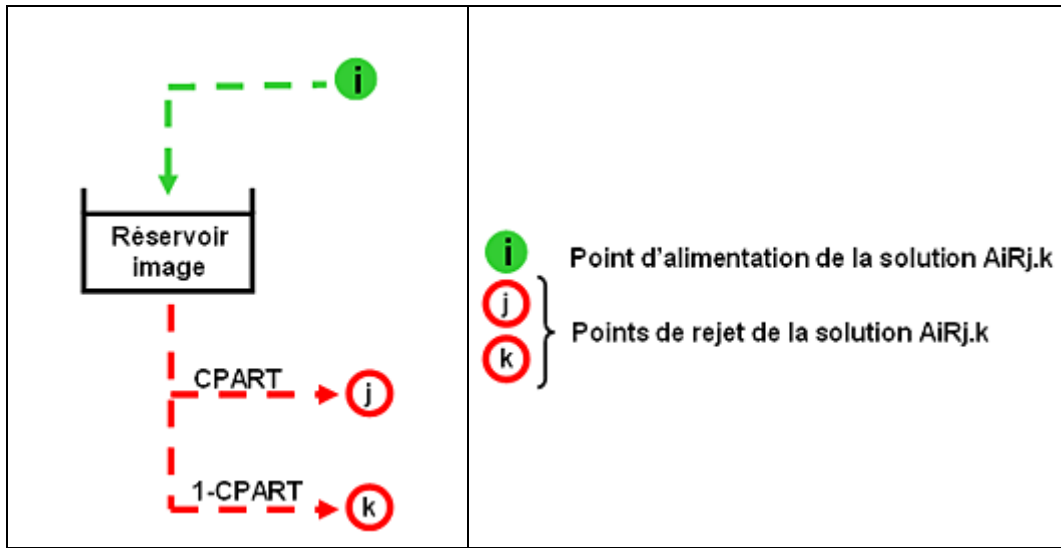 i
Réservoir
image
CPART
j
1-CPART
k
i
Point d'alimentation de la solution AiRj.k
j
k
Points de rejet de la solution AiRj.k